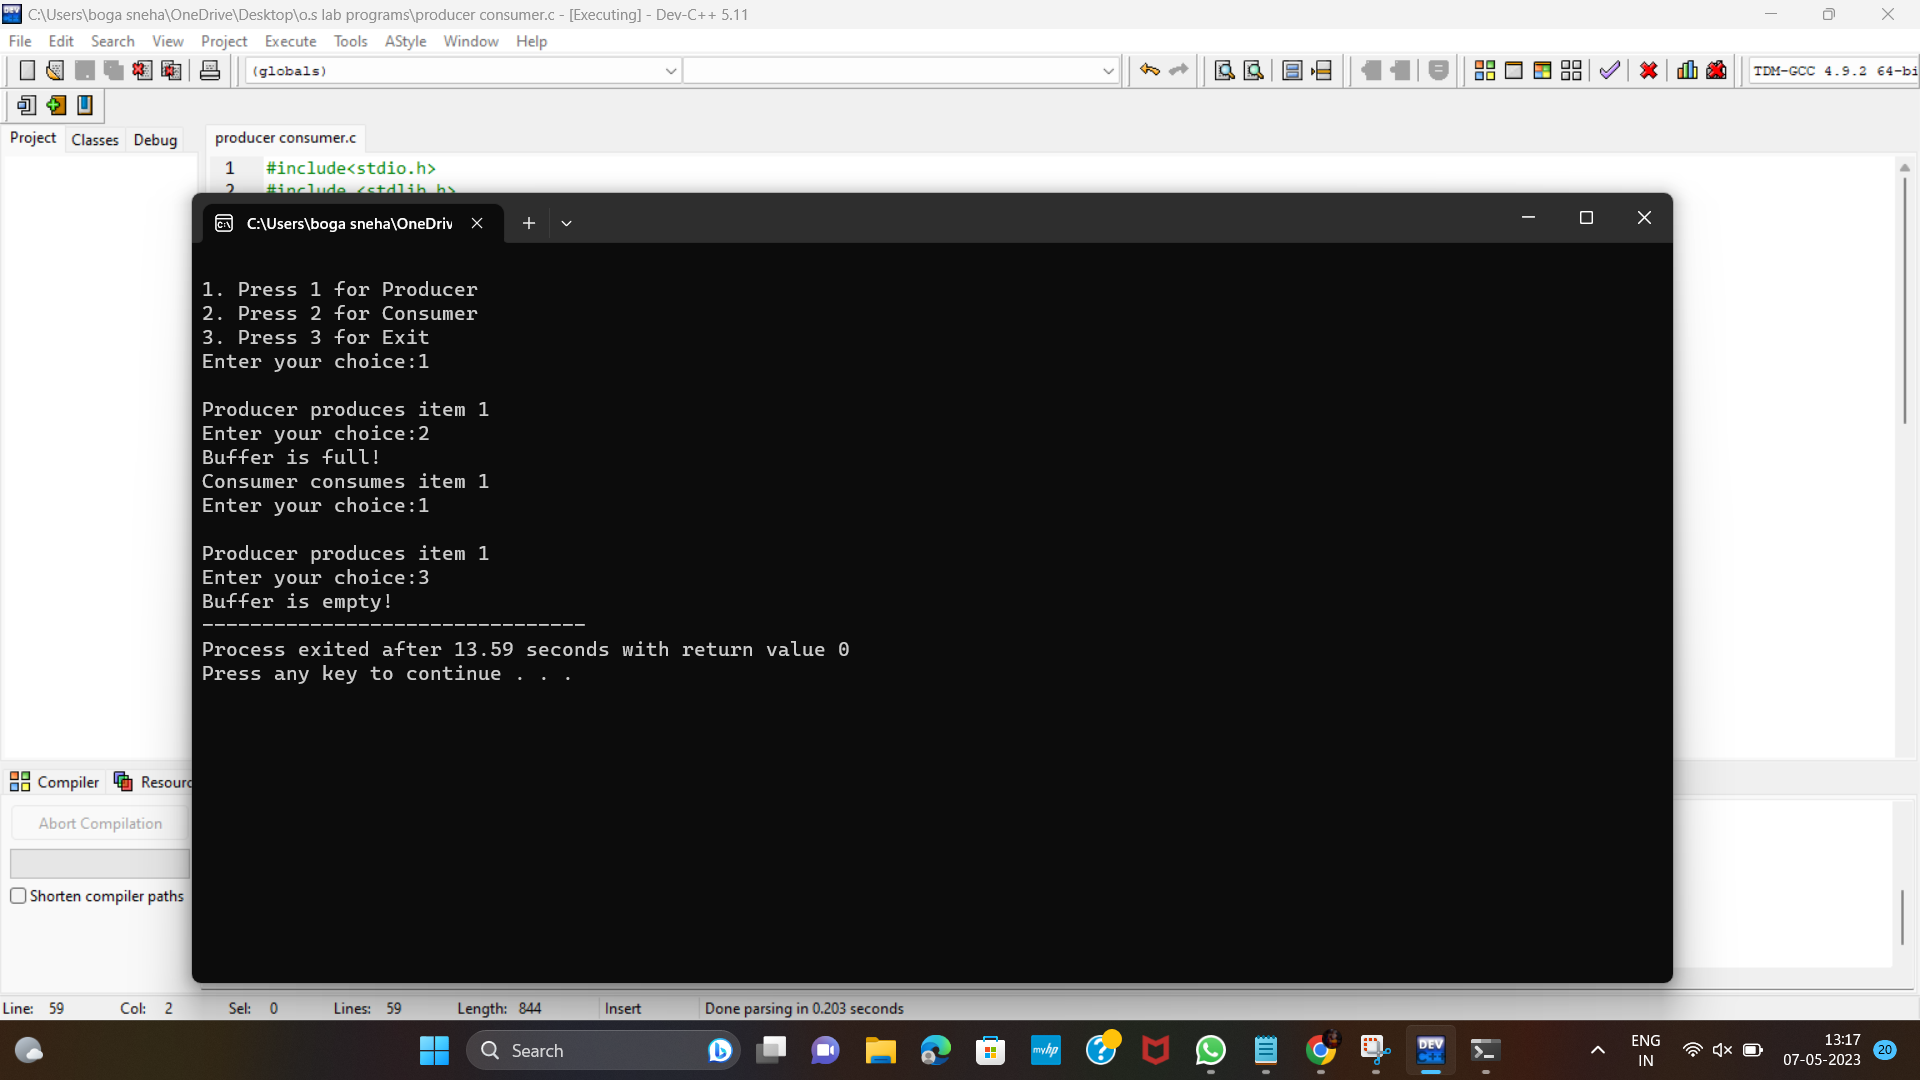 C:\Users\boga sneha\OneDrive\Desktop\o.s lab programs\producer consumer.c - [Executing] - Dev-C++ 5.11
File Edit Search View Project Execute Tools AStyle Window Help
(globals)
TDM-GCC 4.9.2 64-bi
Project Classes Debug
producer consumer.c
1 #include<stdio.h>
2 #include <stdlib.h>
C:\Users\boga sneha\OneDriv
1. Press 1 for Producer
2. Press 2 for Consumer
3. Press 3 for Exit
Enter your choice:1
Producer produces item 1
Enter your choice:2
Buffer is full!
Consumer consumes item 1
Enter your choice:1
Producer produces item 1
Enter your choice:3
Buffer is empty!
--------------------------------
Process exited after 13.59 seconds with return value 0
Press any key to continue . . .
Compiler Resourc
Abort Compilation
Shorten compiler paths
Line: 59 Col: 2 Sel: 0 Lines: 59 Length: 844 Insert Done parsing in 0.203 seconds
Search
myhp
DEV C++
ENG
IN
13:17
07-05-2023
20